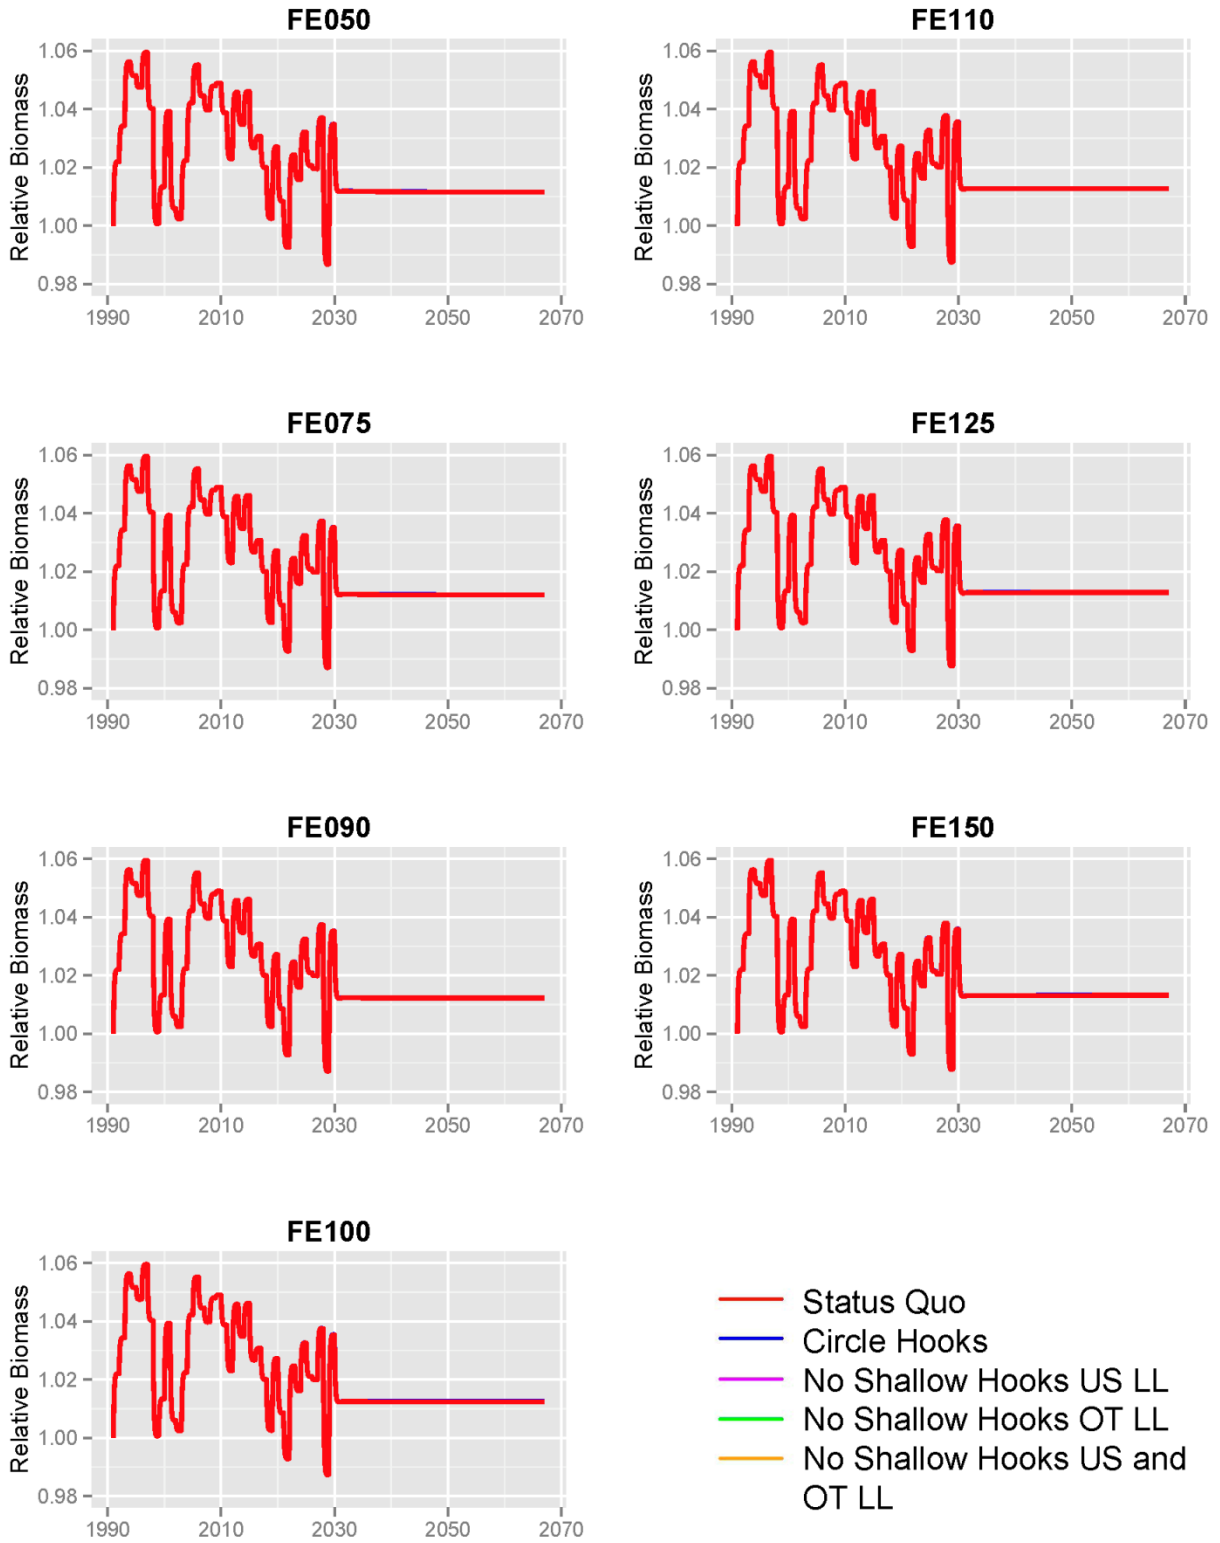 FE050
1.06
1.04
1.02
1.00
0.98
Relative Biomass
1990 2010 2030 2050 2070
FE110
1.06
1.04
1.02
1.00
0.98
Relative Biomass
1990 2010 2030 2050 2070
FE075
1.06
1.04
1.02
1.00
0.98
Relative Biomass
1990 2010 2030 2050 2070
FE125
1.06
1.04
1.02
1.00
0.98
Relative Biomass
1990 2010 2030 2050 2070
FE090
1.06
1.04
1.02
1.00
0.98
Relative Biomass
1990 2010 2030 2050 2070
FE150
1.06
1.04
1.02
1.00
0.98
Relative Biomass
1990 2010 2030 2050 2070
FE100
1.06
1.04
1.02
1.00
0.98
Relative Biomass
1990 2010 2030 2050 2070
Status Quo
Circle Hooks
No Shallow Hooks US LL
No Shallow Hooks OT LL
No Shallow Hooks US and
OT LL